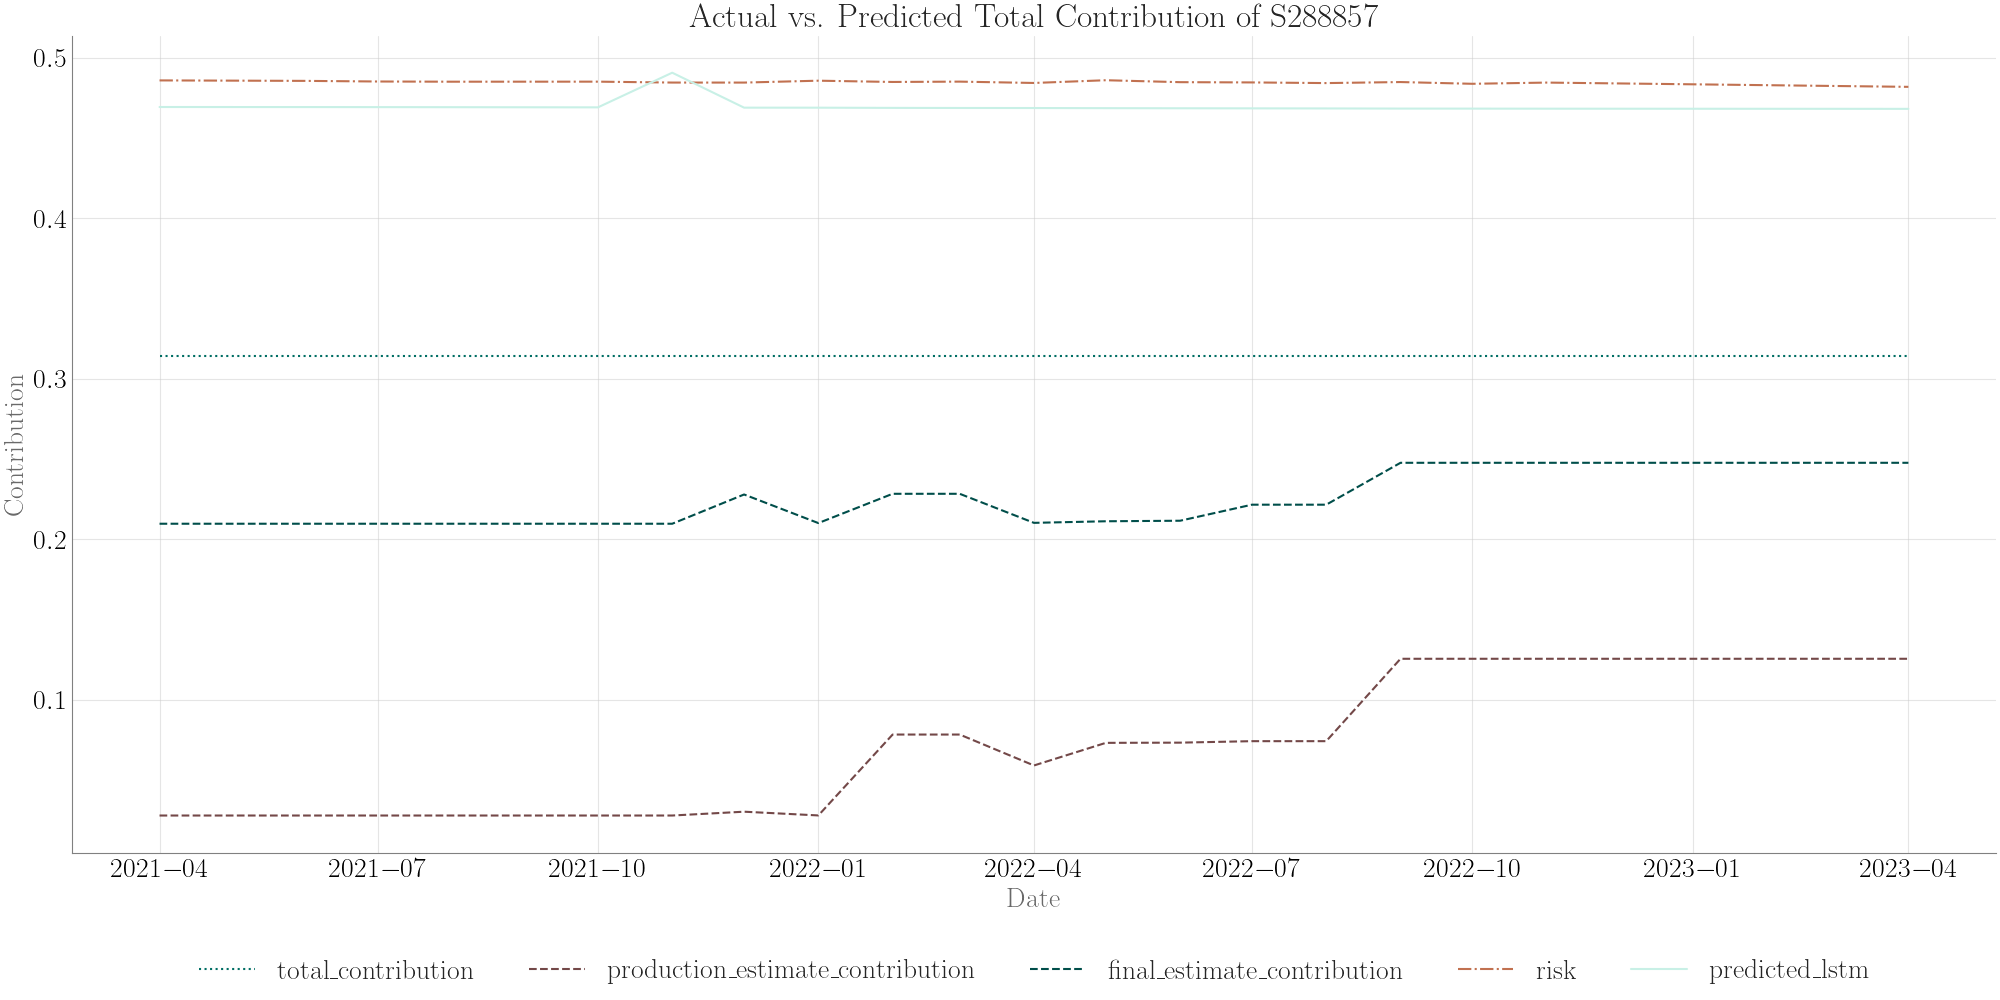 Actual vs. Predicted Total Contribution of S288857
0.5
0.4
0.3
0.2
0.1
Contribution
2021–04 2021–07 2021–10 2022–01 2022–04 2022–07 2022–10 2023–01 2023–04
Date
total_contribution production_estimate_contribution final_estimate_contribution risk predicted_lstm